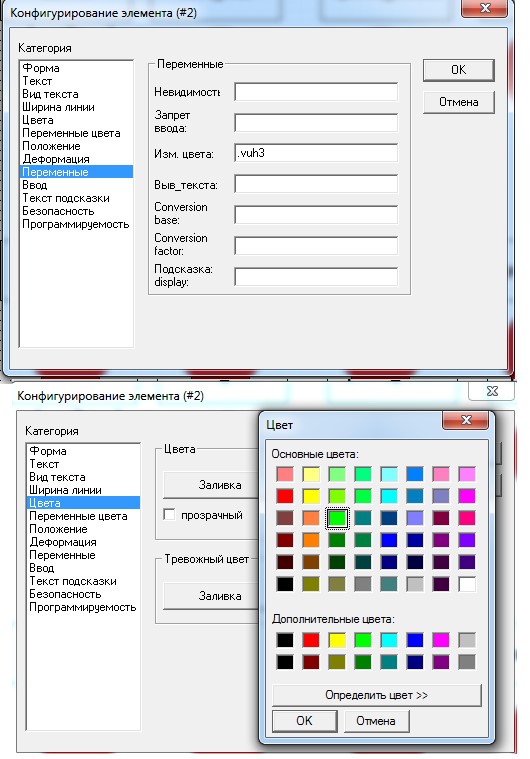 Конфигурирование элемента (#2)
Категория
Форма
Текст
Вид текста
Ширина линии
Цвета
Переменные цвета
Положение
Деформация
Переменные
Ввод
Текст подсказки
Безопасность
Программируемость
Переменные
Невидимость
Запрет
ввода:
Изм. цвета: .vuh3
Выв_текста:
Conversion
base:
Conversion
factor:
Подсказка:
display:
OK
Отмена
Конфигурирование элемента (#2)
Категория
Форма
Текст
Вид текста
Ширина линии
Цвета
Переменные цвета
Положение
Деформация
Переменные
Ввод
Текст подсказки
Безопасность
Программируемость
Цвета
Заливка
прозрачный
Тревожный цвет
Заливка
Цвет
Основные цвета:
Дополнительные цвета:
Определить цвет >>
OK
Отмена